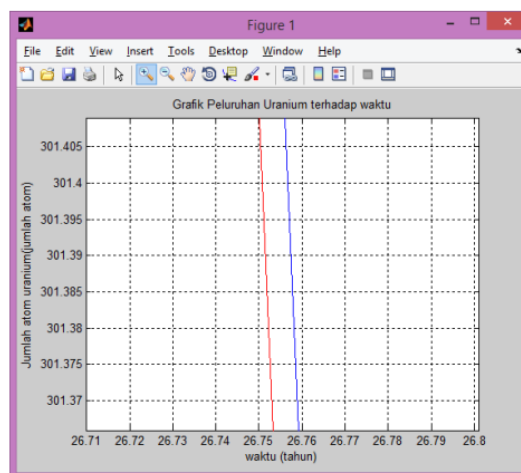 Figure 1
File Edit View Insert Tools Desktop Window Help
Grafik Peluruhan Uranium terhadap waktu
Jumlah atom uranium(jumlah atom)
301.405
301.4
301.395
301.39
301.385
301.38
301.375
301.37
26.71 26.72 26.73 26.74 26.75 26.76 26.77 26.78 26.79 26.8
waktu (tahun)